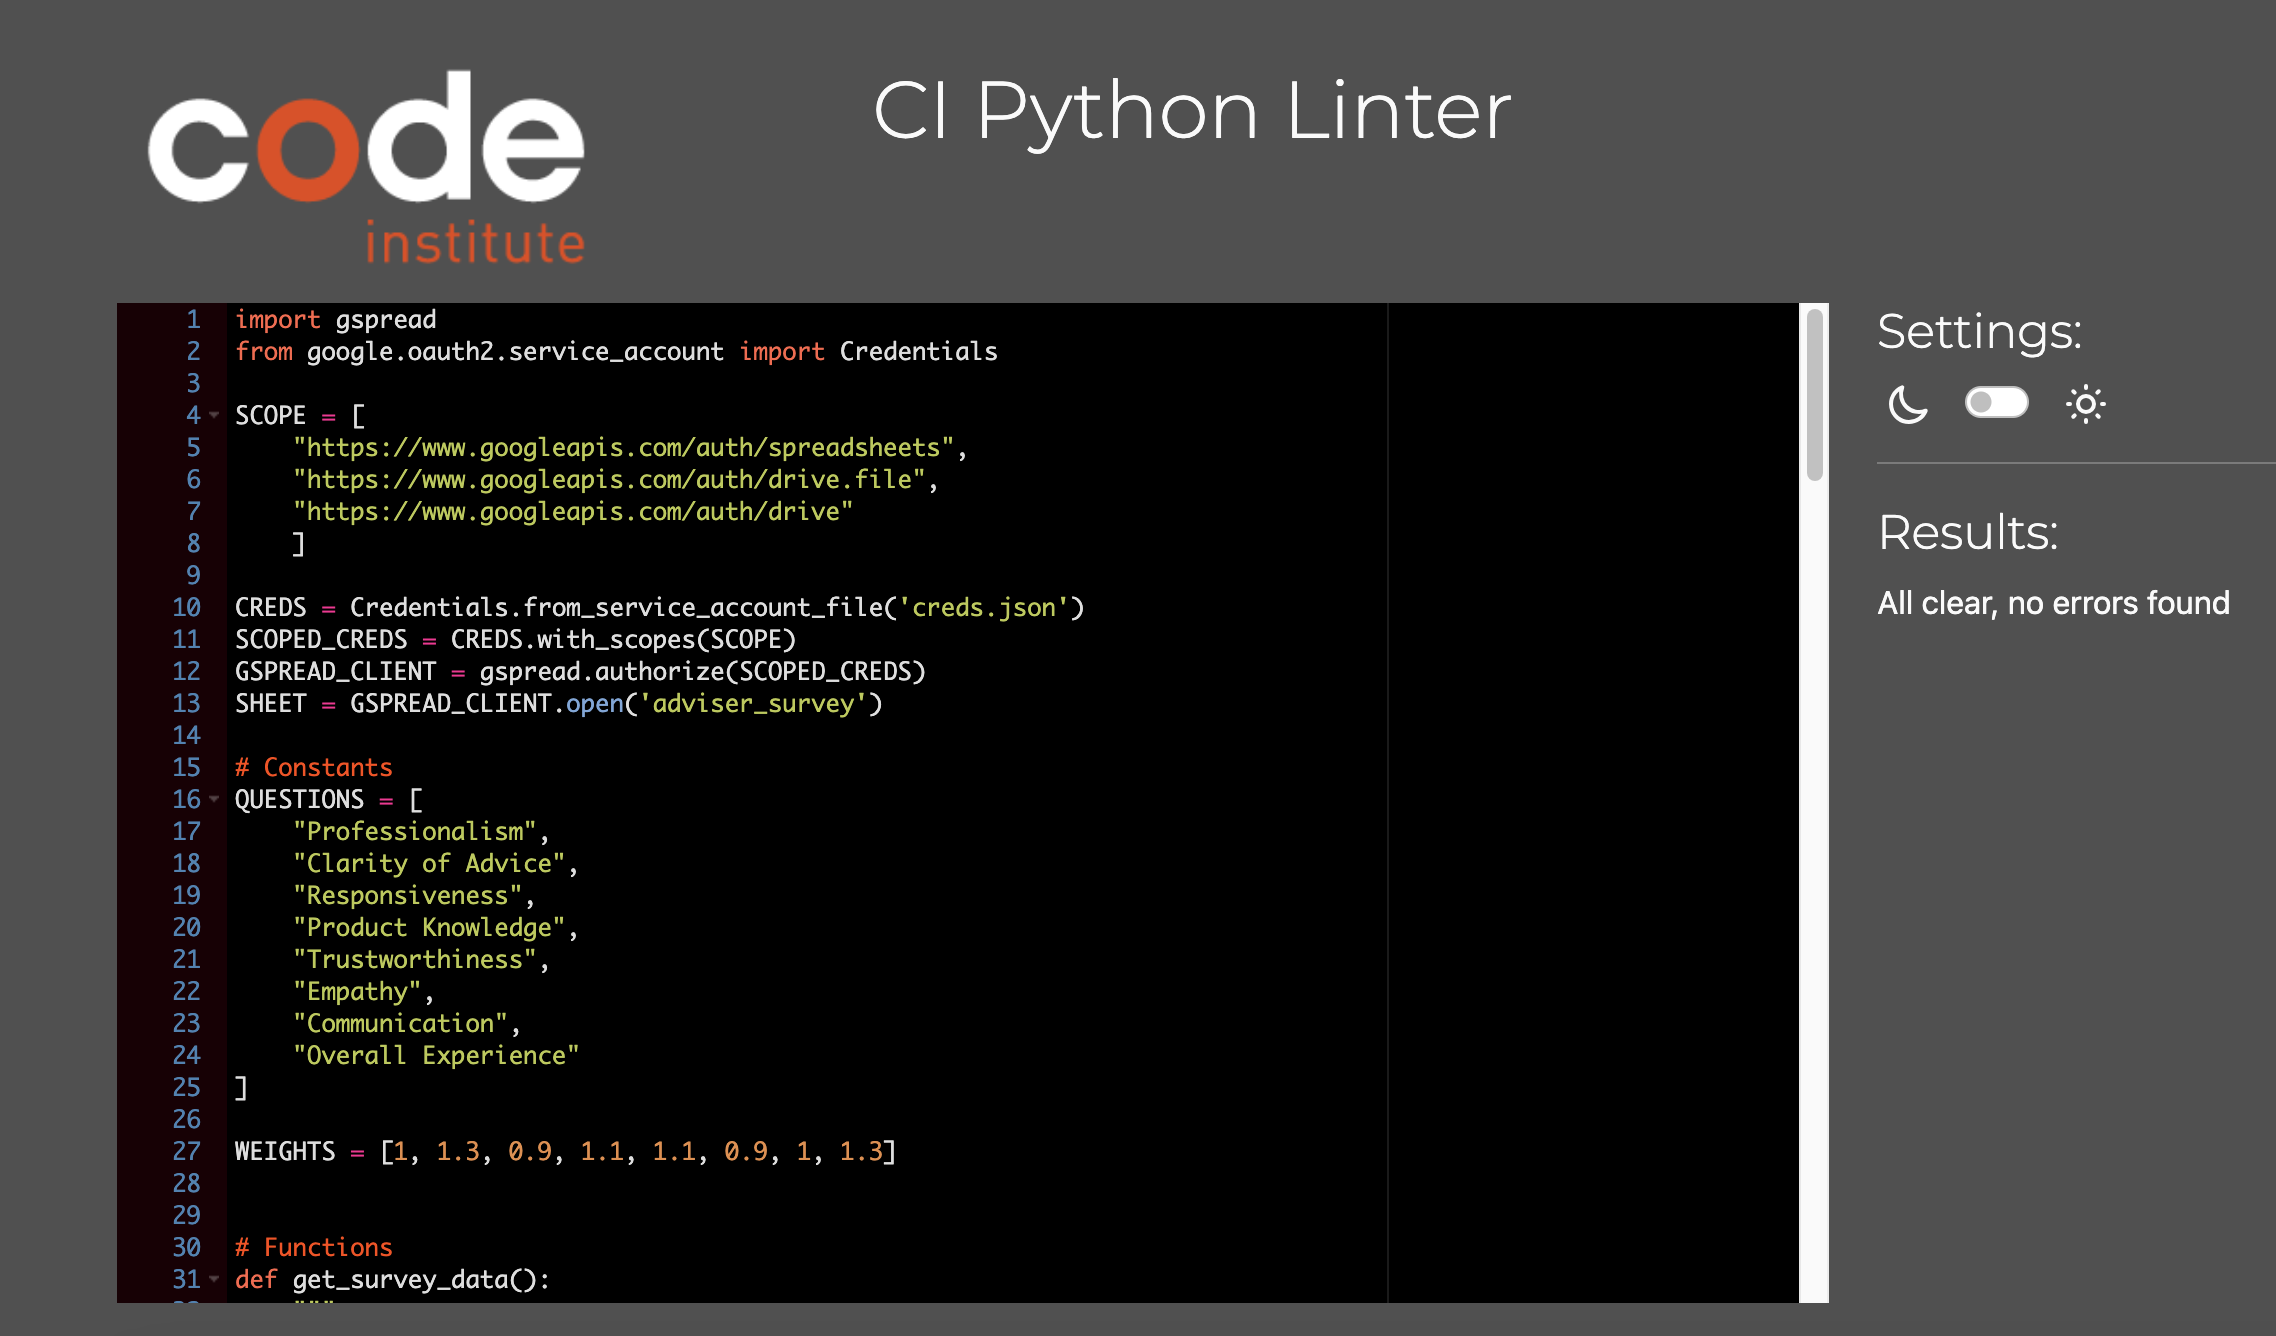 code
institute
CI Python Linter
1 import gspread
2 from google.oauth2.service_account import Credentials
3
4 SCOPE = [
5     "https://www.googleapis.com/auth/spreadsheets",
6     "https://www.googleapis.com/auth/drive.file",
7     "https://www.googleapis.com/auth/drive"
8     ]
9
10 CREDS = Credentials.from_service_account_file('creds.json')
11 SCOPED_CREDS = CREDS.with_scopes(SCOPE)
12 GSPREAD_CLIENT = gspread.authorize(SCOPED_CREDS)
13 SHEET = GSPREAD_CLIENT.open('adviser_survey')
14
15 # Constants
16 QUESTIONS = [
17     "Professionalism",
18     "Clarity of Advice",
19     "Responsiveness",
20     "Product Knowledge",
21     "Trustworthiness",
22     "Empathy",
23     "Communication",
24     "Overall Experience"
25 ]
26
27 WEIGHTS = [1, 1.3, 0.9, 1.1, 1.1, 0.9, 1, 1.3]
28
29
30 # Functions
31 def get_survey_data():
Settings:
Results:
All clear, no errors found